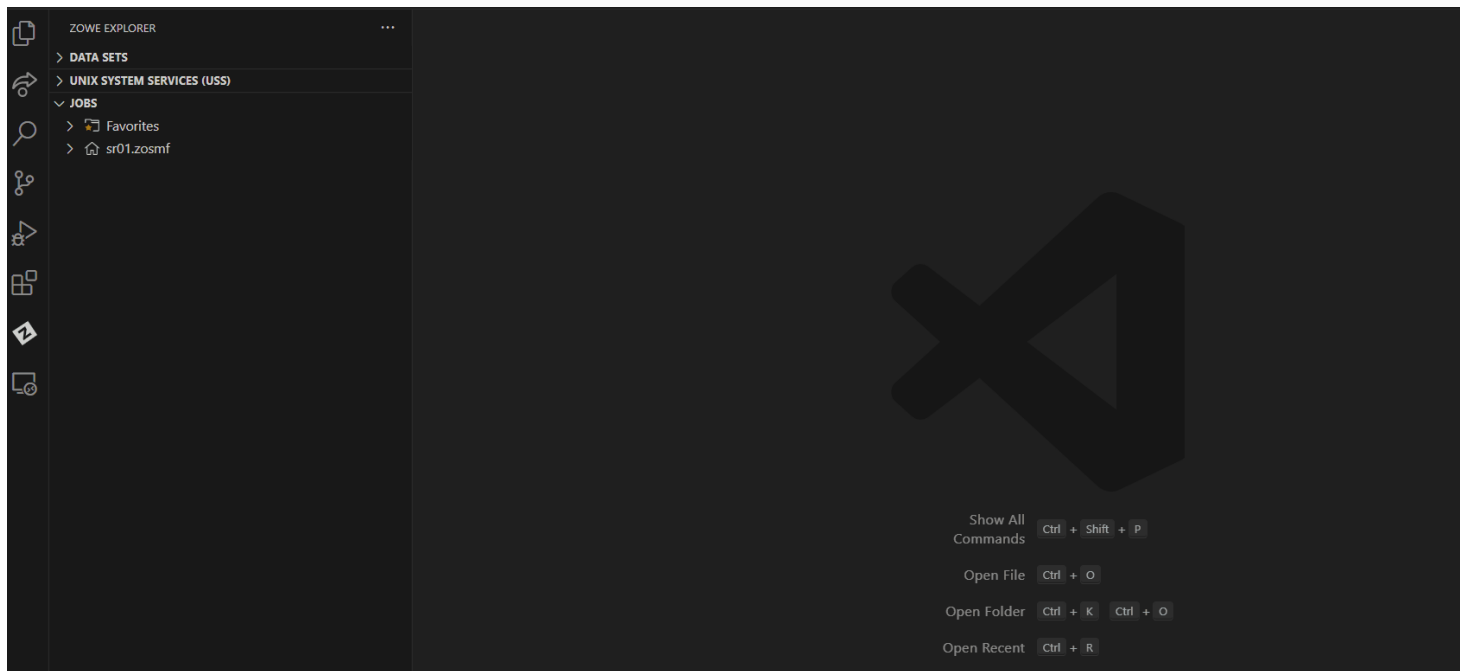 ZOWE EXPLORER
DATA SETS
UNIX SYSTEM SERVICES (USS)
JOBS
Favorites
sr01.zosmf
Show All Commands Ctrl + Shift + P
Open File Ctrl + O
Open Folder Ctrl + K Ctrl + O
Open Recent Ctrl + R